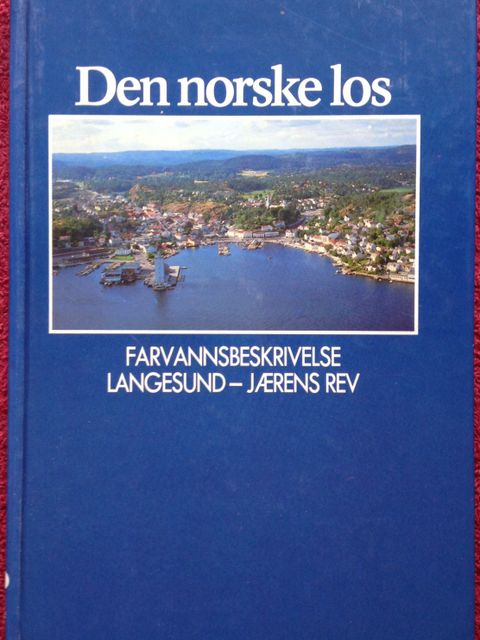 Den norske los
FARVANNSBESKRIVELSE
LANGESUND – JÆRENS REV